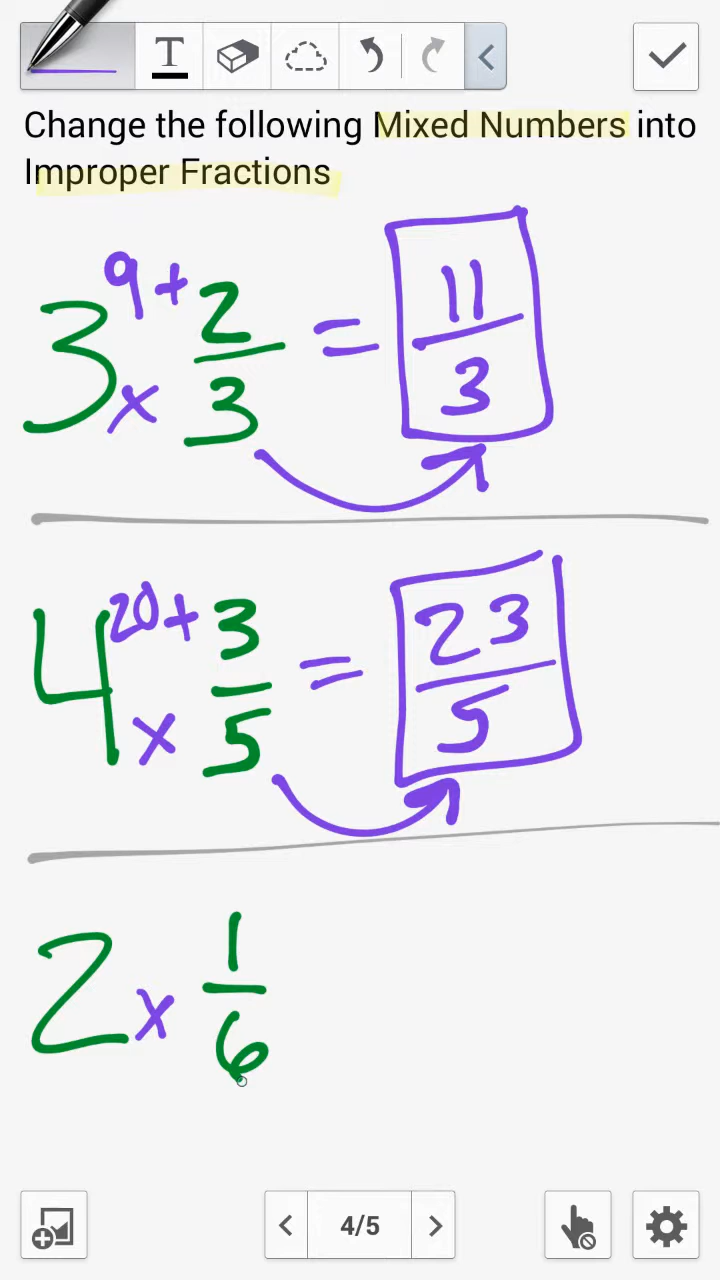 T
Change the following Mixed Numbers into
Improper Fractions
3 x 9 + 2/3 = 11/3
4 x 20 + 3/5 = 23/5
2 x 1/6
4/5